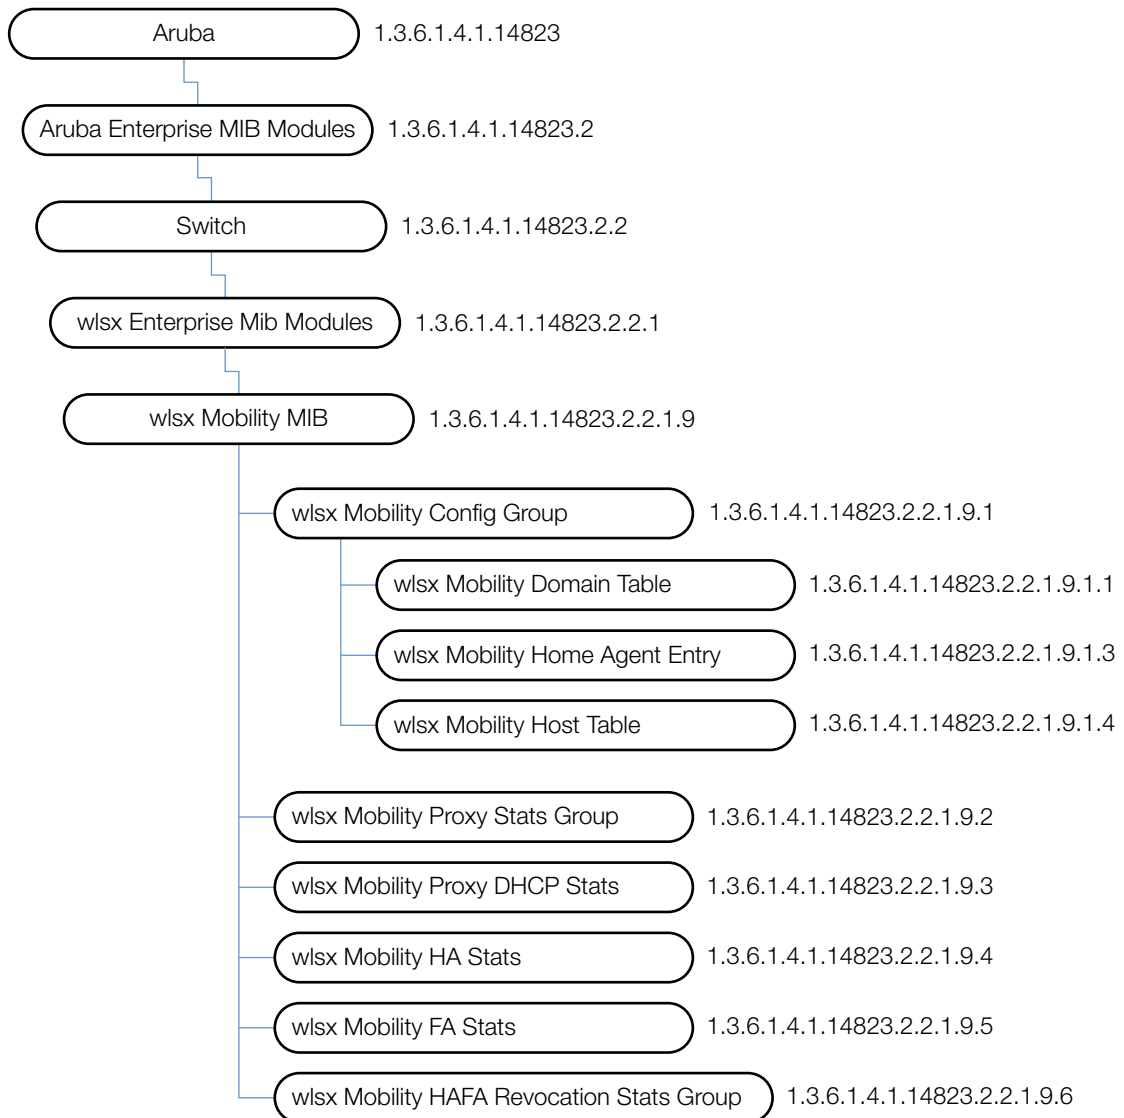 Aruba 1.3.6.1.4.1.14823
Aruba Enterprise MIB Modules 1.3.6.1.4.1.14823.2
Switch 1.3.6.1.4.1.14823.2.2
wlsx Enterprise Mib Modules 1.3.6.1.4.1.14823.2.2.1
wlsx Mobility MIB 1.3.6.1.4.1.14823.2.2.1.9
wlsx Mobility Config Group 1.3.6.1.4.1.14823.2.2.1.9.1
wlsx Mobility Domain Table 1.3.6.1.4.1.14823.2.2.1.9.1.1
wlsx Mobility Home Agent Entry 1.3.6.1.4.1.14823.2.2.1.9.1.3
wlsx Mobility Host Table 1.3.6.1.4.1.14823.2.2.1.9.1.4
wlsx Mobility Proxy Stats Group 1.3.6.1.4.1.14823.2.2.1.9.2
wlsx Mobility Proxy DHCP Stats 1.3.6.1.4.1.14823.2.2.1.9.3
wlsx Mobility HA Stats 1.3.6.1.4.1.14823.2.2.1.9.4
wlsx Mobility FA Stats 1.3.6.1.4.1.14823.2.2.1.9.5
wlsx Mobility HAFA Revocation Stats Group 1.3.6.1.4.1.14823.2.2.1.9.6